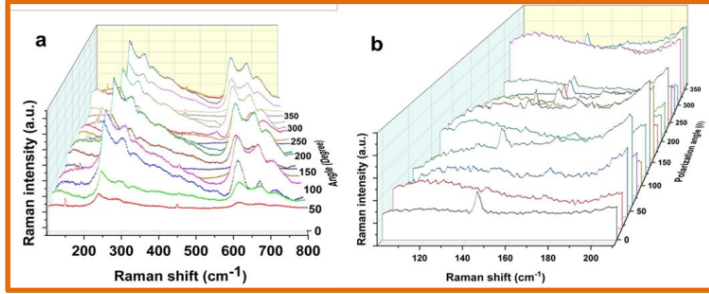 a
Raman intensity (a.u.)
350
300
250
200
150
100
50
0
Angle (Degree)
200 300 400 500 600 700 800
Raman shift (cm⁻¹)
b
Raman intensity (a.u.)
350
300
250
200
150
100
50
0
120 140 160 180 200
Raman shift (cm⁻¹)